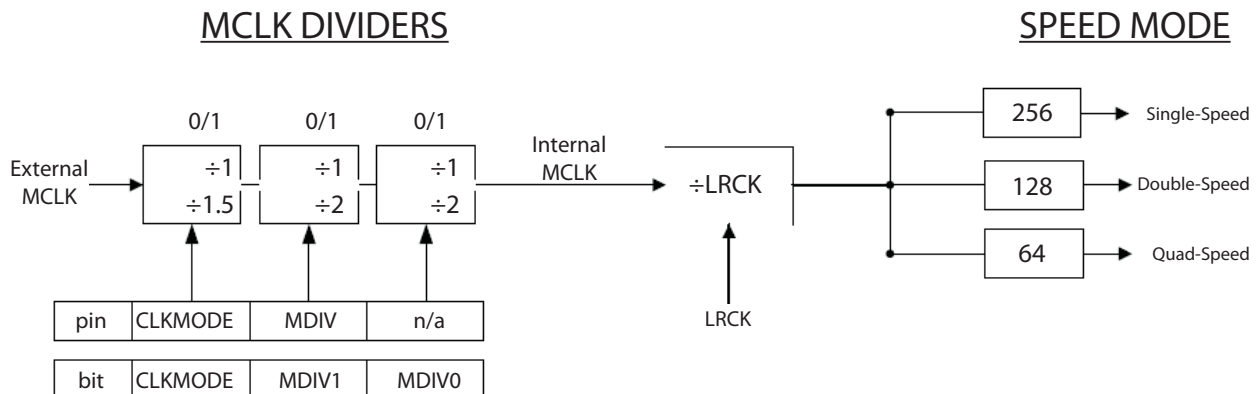 MCLK DIVIDERS
SPEED MODE
0/1 0/1 0/1
External
MCLK
÷1
÷1.5
÷1
÷2
÷1
÷2
Internal
MCLK
÷LRCK
LRCK
256
Single-Speed
128
Double-Speed
64
Quad-Speed
pin CLKMODE MDIV n/a
bit CLKMODE MDIV1 MDIV0